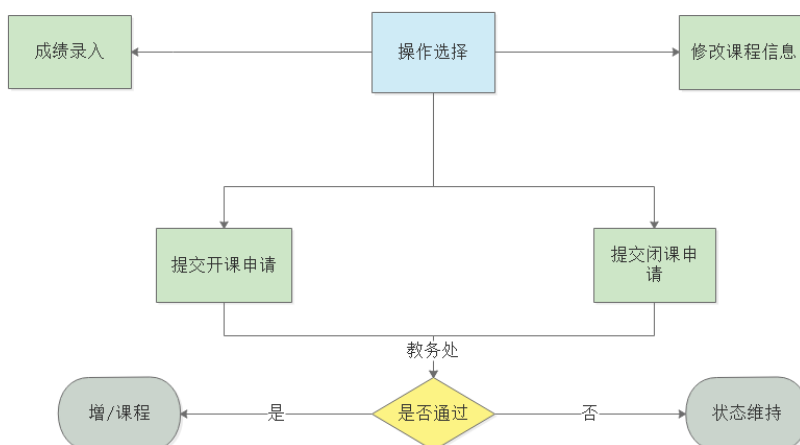 成绩录入
操作选择
修改课程信息
提交开课申请
提交闭课申
请
教务处
增/课程
是
是否通过
否
状态维持